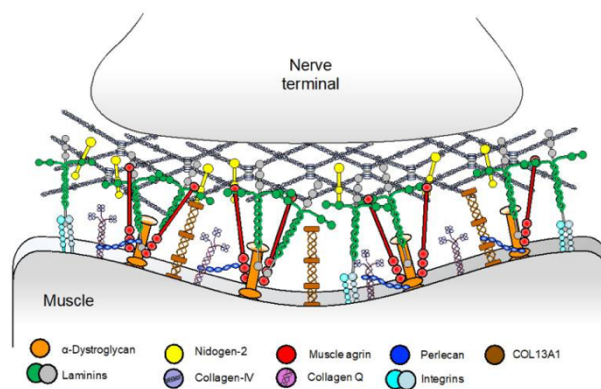 Nerve
terminal
Muscle
α-Dystroglycan
Nidogen-2
Muscle agrin
Perlecan
COL13A1
Laminins
Collagen-IV
Collagen Q
Integrins